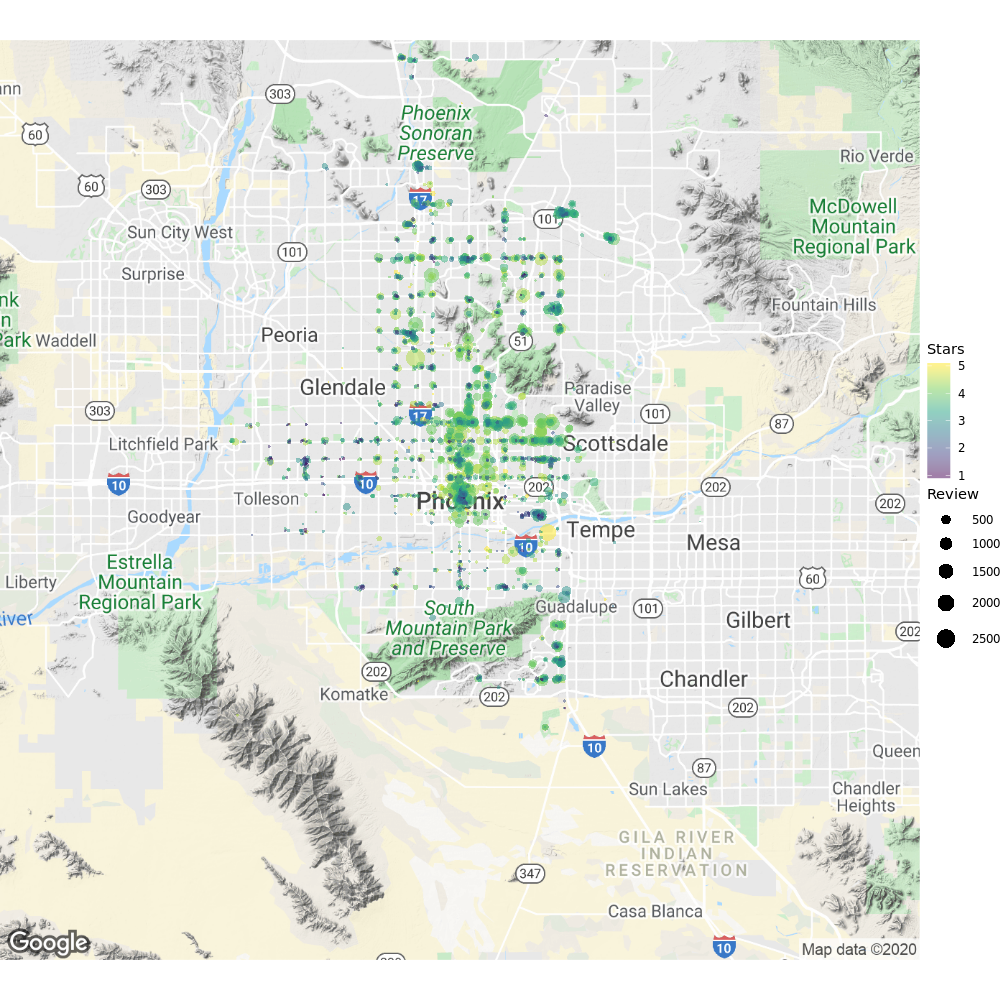 303
Phoenix
Sonoran
Preserve
ann
60
60
303
17
Rio Verde
McDowell
Mountain
Regional Park
101
Sun City West
101
Surprise
Fountain Hills
nk
n
Park
Waddell
Peoria
51
Stars
5
4
3
2
1
Glendale
Paradise
Valley
303
17
101
87
Litchfield Park
Scottsdale
10
10
202
202
Tolleson
Phoenix
202
Goodyear
Review
500
1000
1500
2000
2500
10
Tempe
Mesa
Estrella
Mountain
Regional Park
Liberty
60
River
South
Mountain Park
and Preserve
Guadalupe
101
Gilbert
202
202
Komatke
202
Chandler
202
10
Queen
87
Sun Lakes
Chandler
Heights
GILA RIVER
INDIAN
RESERVATION
347
Casa Blanca
Google
10
Map data ©2020